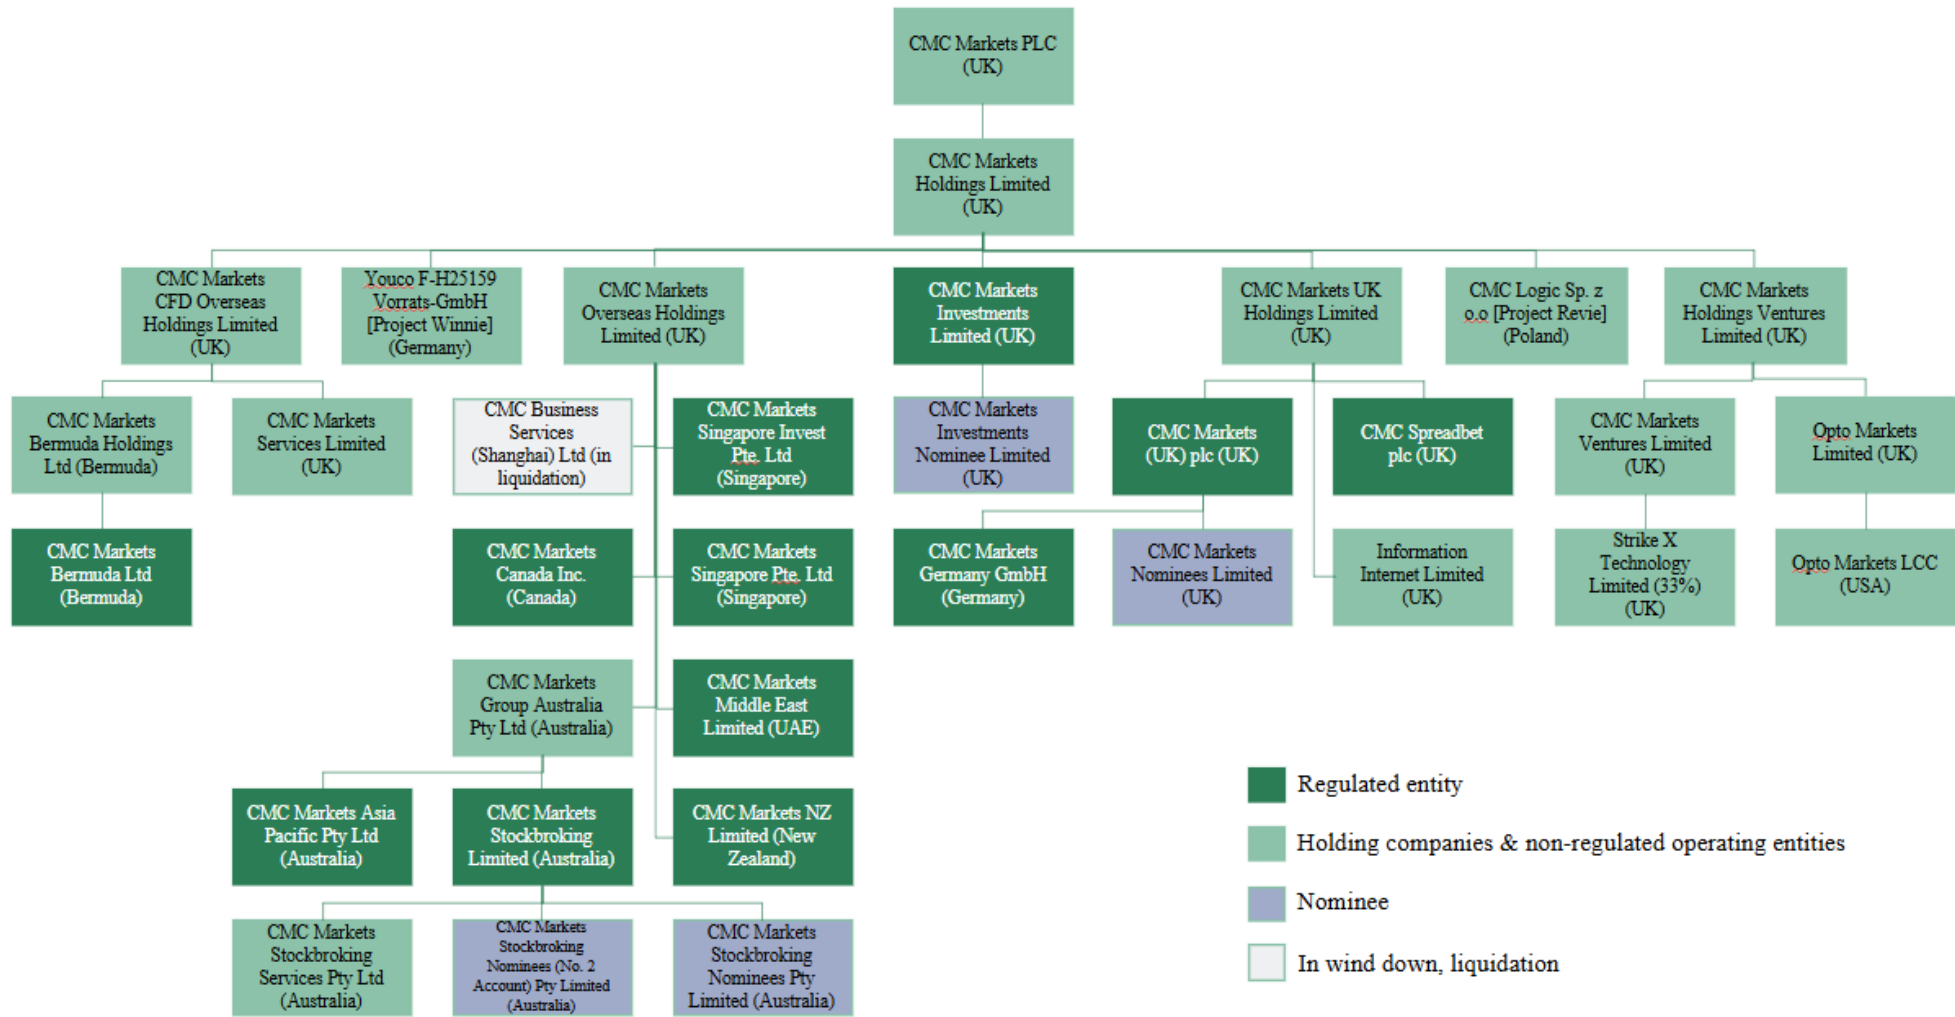 CMC Markets PLC
(UK)
CMC Markets
Holdings Limited
(UK)
CMC Markets
CFD Overseas
Holdings Limited
(UK)
Youco F-H25159
Vorrats-GmbH
[Project Winnie]
(Germany)
CMC Markets
Overseas Holdings
Limited (UK)
CMC Markets
Investments
Limited (UK)
CMC Markets UK
Holdings Limited
(UK)
CMC Logic Sp. z
o.o [Project Revie]
(Poland)
CMC Markets
Holdings Ventures
Limited (UK)
CMC Markets
Bermuda Holdings
Ltd (Bermuda)
CMC Markets
Services Limited
(UK)
CMC Business
Services
(Shanghai) Ltd (in
liquidation)
CMC Markets
Singapore Invest
Pte. Ltd
(Singapore)
CMC Markets
Investments
Nominee Limited
(UK)
CMC Markets
(UK) plc (UK)
CMC Spreadbet
plc (UK)
CMC Markets
Ventures Limited
(UK)
Opto Markets
Limited (UK)
CMC Markets
Bermuda Ltd
(Bermuda)
CMC Markets
Canada Inc.
(Canada)
CMC Markets
Singapore Pte. Ltd
(Singapore)
CMC Markets
Germany GmbH
(Germany)
CMC Markets
Nominees Limited
(UK)
Information
Internet Limited
(UK)
Strike X
Technology
Limited (33%)
(UK)
Opto Markets LCC
(USA)
CMC Markets
Group Australia
Pty Ltd (Australia)
CMC Markets
Middle East
Limited (UAE)
CMC Markets Asia
Pacific Pty Ltd
(Australia)
CMC Markets
Stockbroking
Limited (Australia)
CMC Markets NZ
Limited (New
Zealand)
CMC Markets
Stockbroking
Services Pty Ltd
(Australia)
CMC Markets
Stockbroking
Nominees (No. 2
Account) Pty Limited
(Australia)
CMC Markets
Stockbroking
Nominees Pty
Limited (Australia)
Regulated entity
Holding companies & non-regulated operating entities
Nominee
In wind down, liquidation